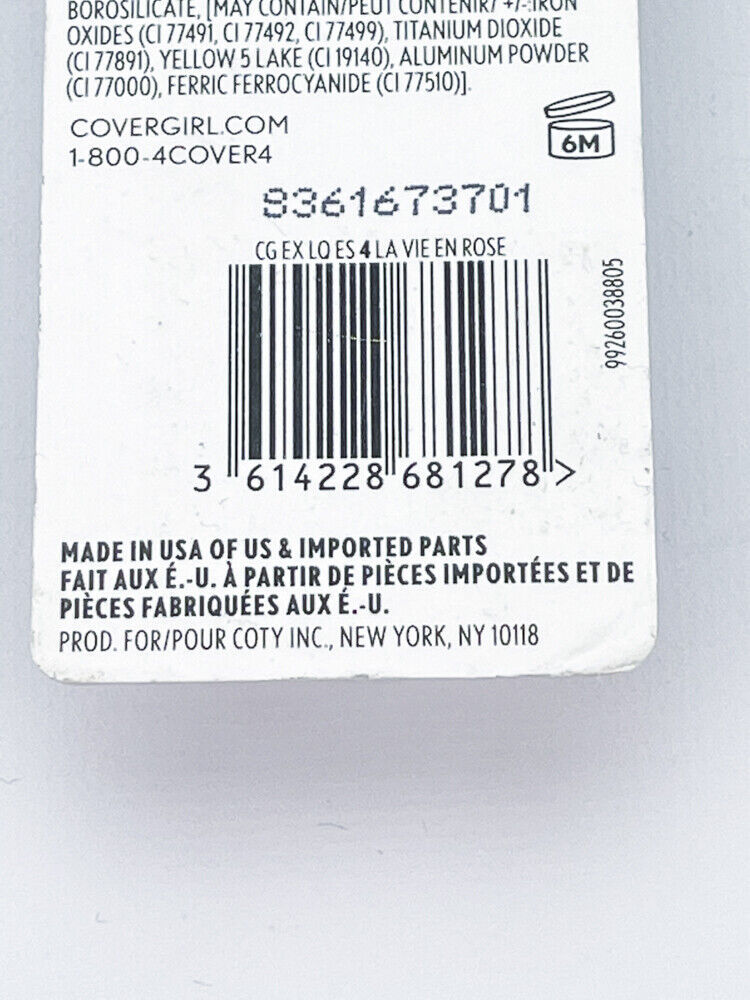 BOROSILICATE, [MAY CONTAIN/PEUT CONTENIR/ +/-:IRON
OXIDES (CI 77491, CI 77492, CI 77499), TITANIUM DIOXIDE
(CI 77891), YELLOW 5 LAKE (CI 19140), ALUMINUM POWDER
(CI 77000), FERRIC FERROCYANIDE (CI 77510)].
COVERGIRL.COM
1-800-4COVER4
6M
8361673701
CG EX LQ ES 4 LA VIE EN ROSE
99260038805
3 614228 681278 >
MADE IN USA OF US & IMPORTED PARTS
FAIT AUX É.-U. À PARTIR DE PIÈCES IMPORTÉES ET DE
PIÈCES FABRIQUÉES AUX É.-U.
PROD. FOR/POUR COTY INC., NEW YORK, NY 10118